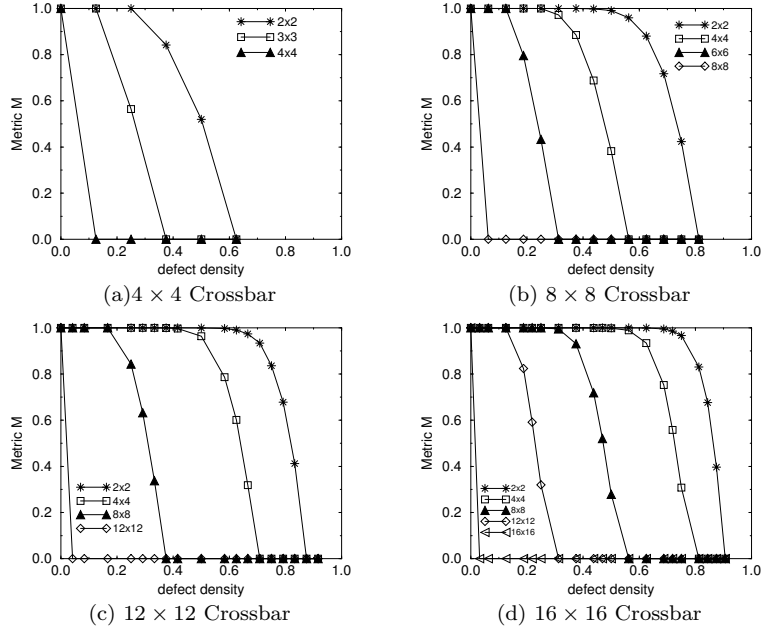 1.0
0.8
0.6
0.4
0.2
0.0
Metric M
2x2
3x3
4x4
0.0 0.2 0.4 0.6 0.8 1.0
defect density
(a)4 × 4 Crossbar
1.0
0.8
0.6
0.4
0.2
0.0
Metric M
2x2
4x4
6x6
8x8
0.0 0.2 0.4 0.6 0.8 1.0
defect density
(b) 8 × 8 Crossbar
1.0
0.8
0.6
0.4
0.2
0.0
Metric M
2x2
4x4
8x8
12x12
0.0 0.2 0.4 0.6 0.8 1.0
defect density
(c) 12 × 12 Crossbar
1.0
0.8
0.6
0.4
0.2
0.0
Metric M
2x2
4x4
8x8
12x12
16x16
0.0 0.2 0.4 0.6 0.8 1.0
defect density
(d) 16 × 16 Crossbar